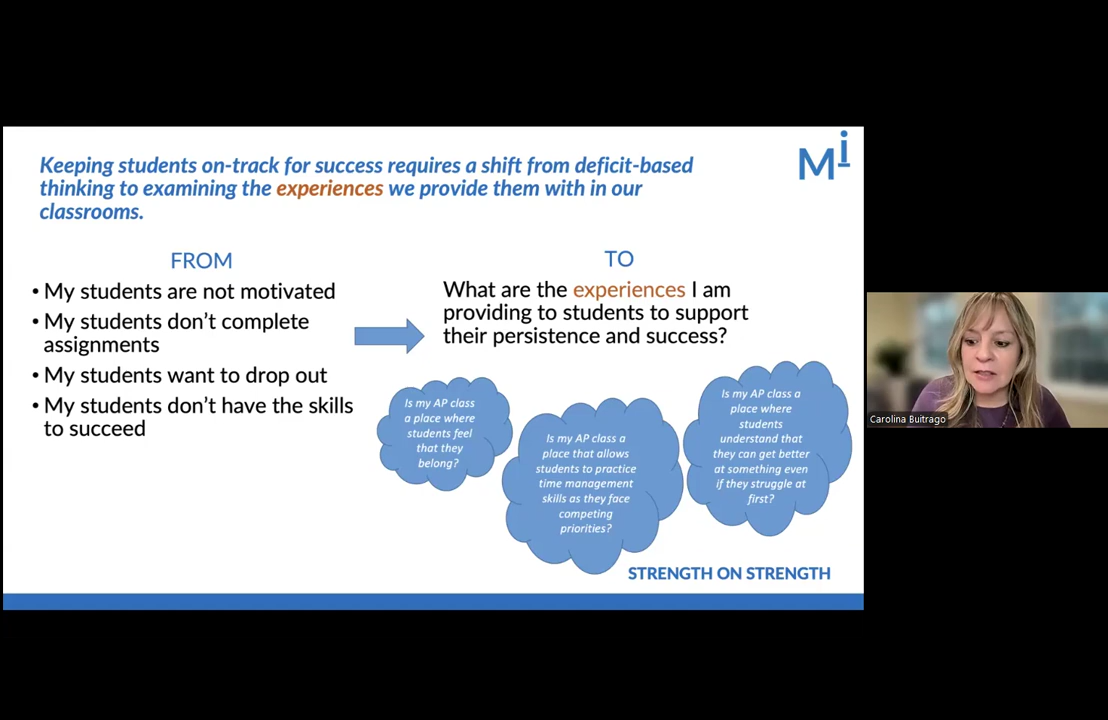 Keeping students on-track for success requires a shift from deficit-based
thinking to examining the experiences we provide them with in our
classrooms.
Mi
FROM
• My students are not motivated
• My students don’t complete
assignments
• My students want to drop out
• My students don’t have the skills
to succeed
TO
What are the experiences I am
providing to students to support
their persistence and success?
Is my AP class
a place where
students feel
that they
belong?
Is my AP class a
place that allows
students to practice
time management
skills as they face
competing
priorities?
Is my AP class a
place where
students
understand that
they can get better
at something even
if they struggle at
first?
STRENGTH ON STRENGTH
Carolina Buitrago